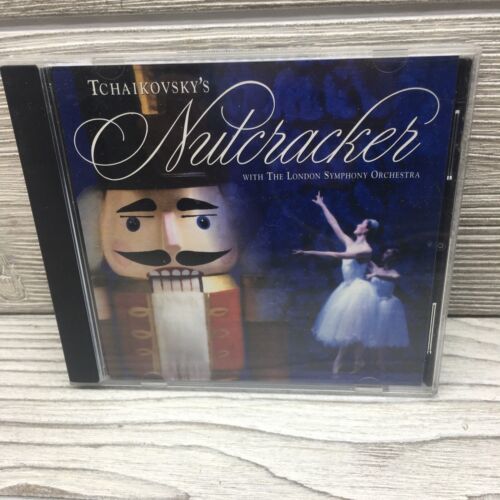 TCHAIKOVSKY'S
Nutcracker
WITH THE LONDON SYMPHONY ORCHESTRA